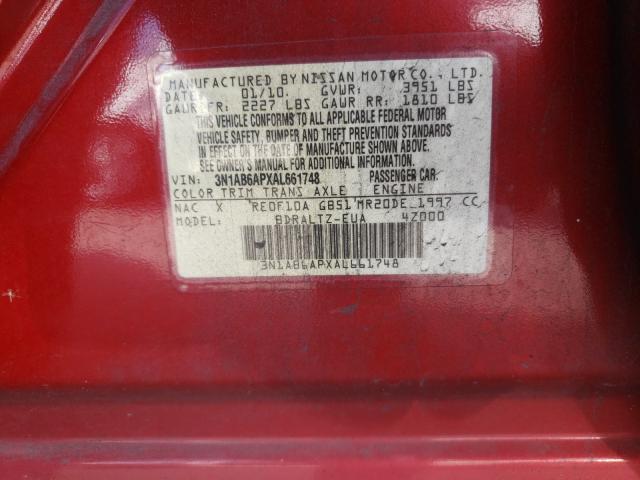 MANUFACTURED BY NISSAN MOTOR CO., LTD.
DATE: 01/10. GVWR: 3951 LBS
GAWR FR: 2227 LBS GAWR RR: 1810 LBS
THIS VEHICLE CONFORMS TO ALL APPLICABLE FEDERAL MOTOR
VEHICLE SAFETY, BUMPER AND THEFT PREVENTION STANDARDS
IN EFFECT ON THE DATE OF MANUFACTURE SHOWN ABOVE.
SEE OWNER'S MANUAL FOR ADDITIONAL INFORMATION.
VIN: 3N1AB6APXAL661748 PASSENGER CAR.
COLOR TRIM TRANS AXLE ENGINE
NAC X RE0F10A GB51 MR20DE 1997 CC
MODEL: BDRALTZ-EUA 4Z000
3N1AB6APXAL661748